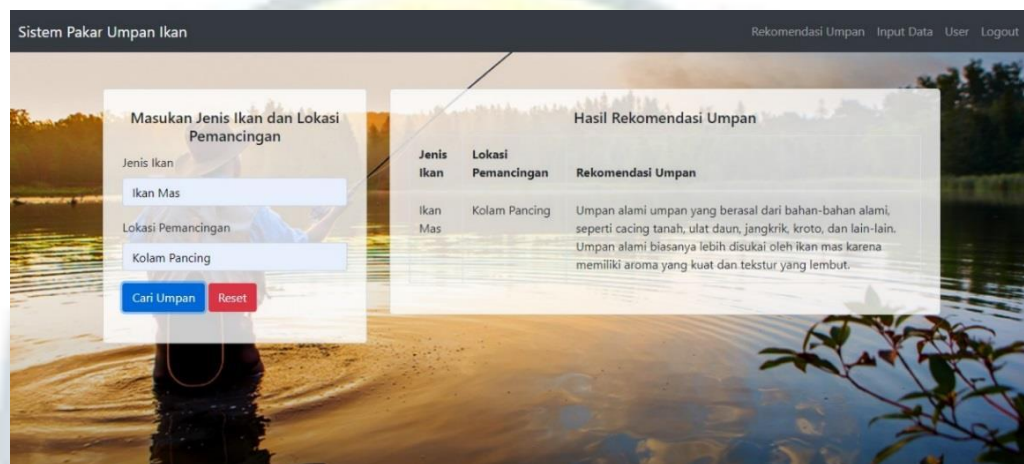 Sistem Pakar Umpan Ikan
Rekomendasi Umpan Input Data User Logout
Masukan Jenis Ikan dan Lokasi
Pemancingan
Jenis Ikan
Ikan Mas
Lokasi Pemancingan
Kolam Pancing
Cari Umpan Reset
Hasil Rekomendasi Umpan
Jenis
Ikan
Lokasi
Pemancingan
Rekomendasi Umpan
Ikan
Mas
Kolam Pancing
Umpan alami umpan yang berasal dari bahan-bahan alami,
seperti cacing tanah, ulat daun, jangkrik, kroto, dan lain-lain.
Umpan alami biasanya lebih disukai oleh ikan mas karena
memiliki aroma yang kuat dan tekstur yang lembut.